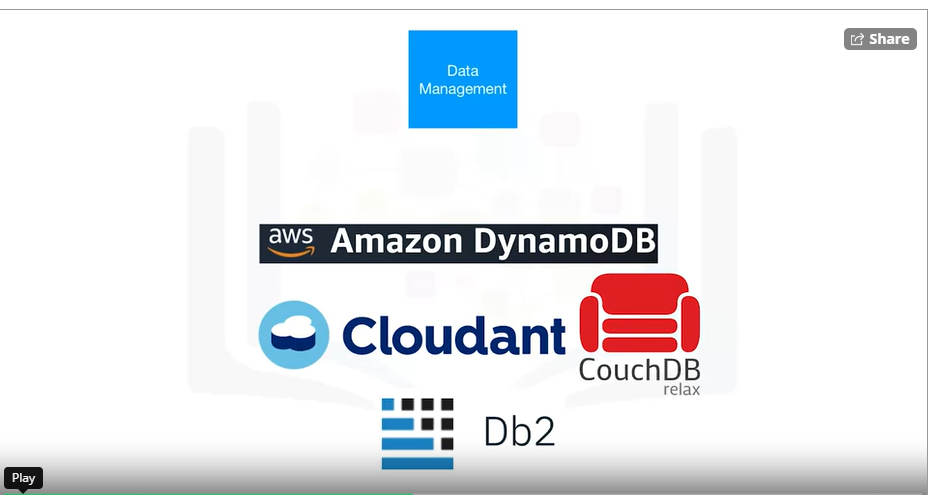 Share
Data
Management
aws Amazon DynamoDB
Cloudant
CouchDB
relax
Db2
Play